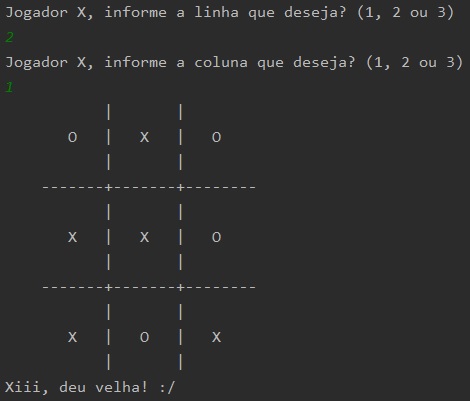 Jogador X, informe a linha que deseja? (1, 2 ou 3)
2
Jogador X, informe a coluna que deseja? (1, 2 ou 3)
1
       |       |
   O   |   X   |   O
       |       |
-------+-------+--------
       |       |
   X   |   X   |   O
       |       |
-------+-------+--------
       |       |
   X   |   O   |   X
       |       |
Xiii, deu velha! :/